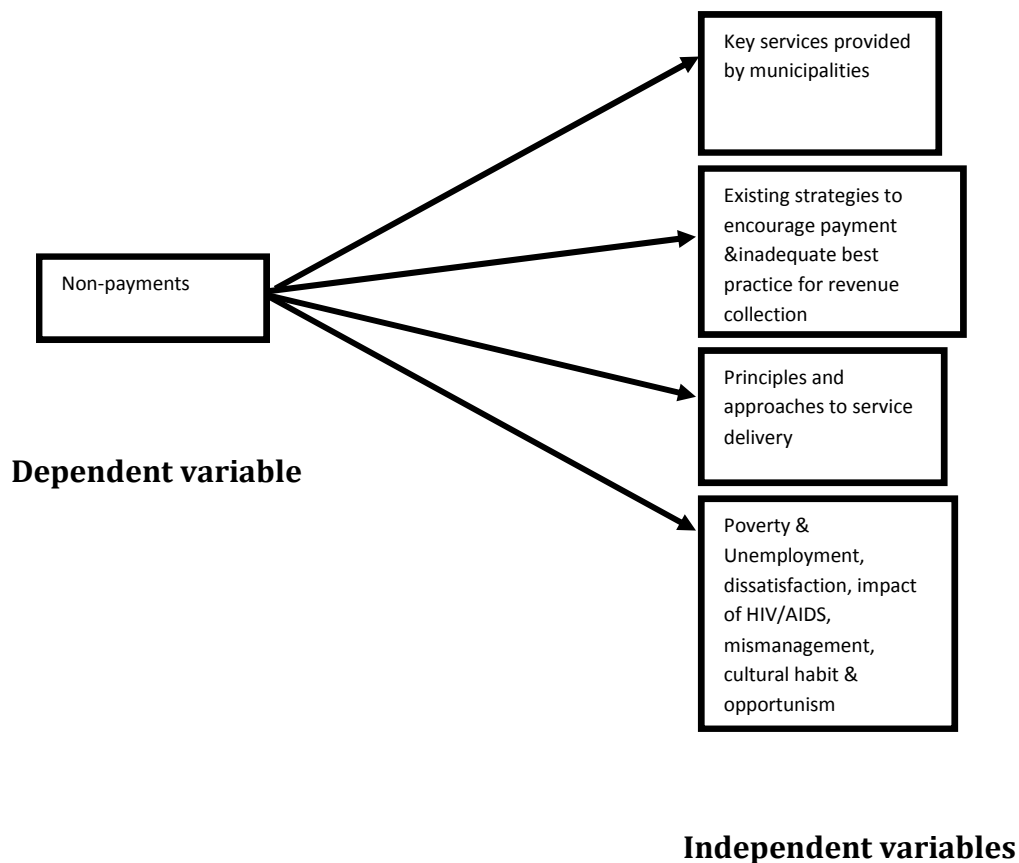 Key services provided
by municipalities
Existing strategies to
encourage payment
&inadequate best
practice for revenue
collection
Non-payments
Principles and
approaches to service
delivery
Dependent variable
Poverty &
Unemployment,
dissatisfaction, impact
of HIV/AIDS,
mismanagement,
cultural habit &
opportunism
Independent variables